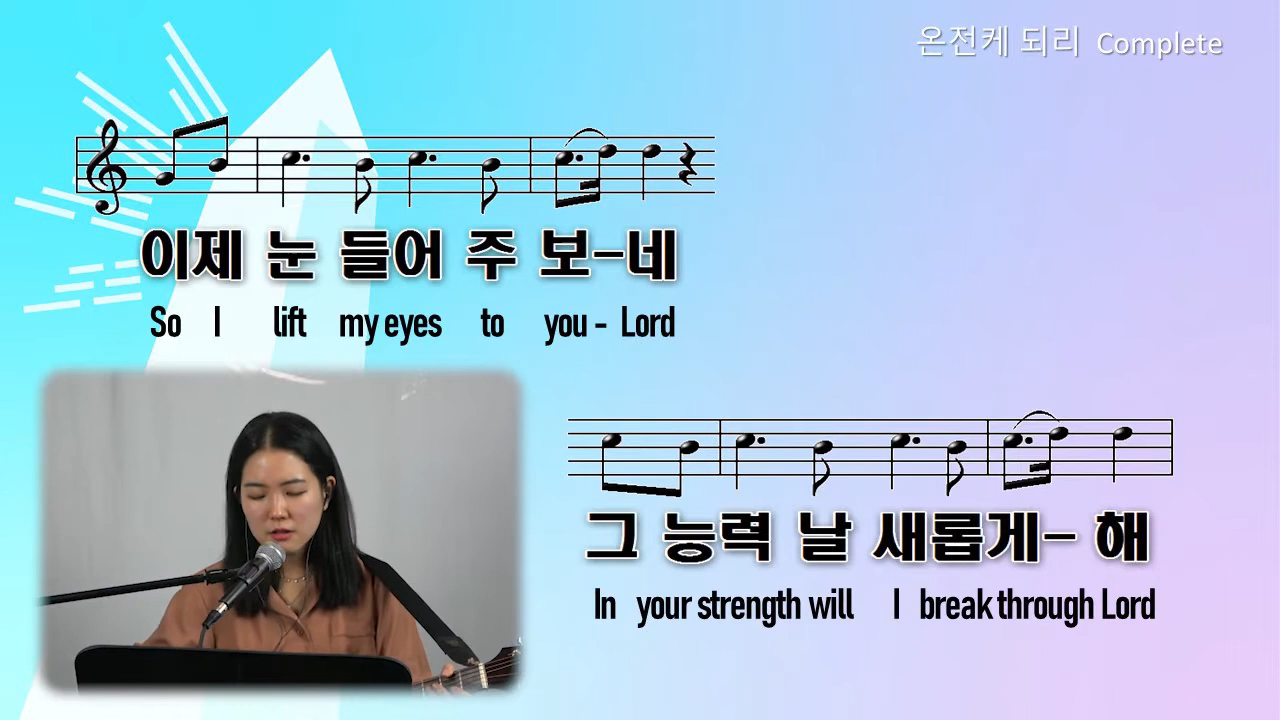 온전케 되리 Complete
이제 눈 들어 주 보-네
So I lift my eyes to you - Lord
그 능력 날 새롭게- 해
In your strength will I break through Lord